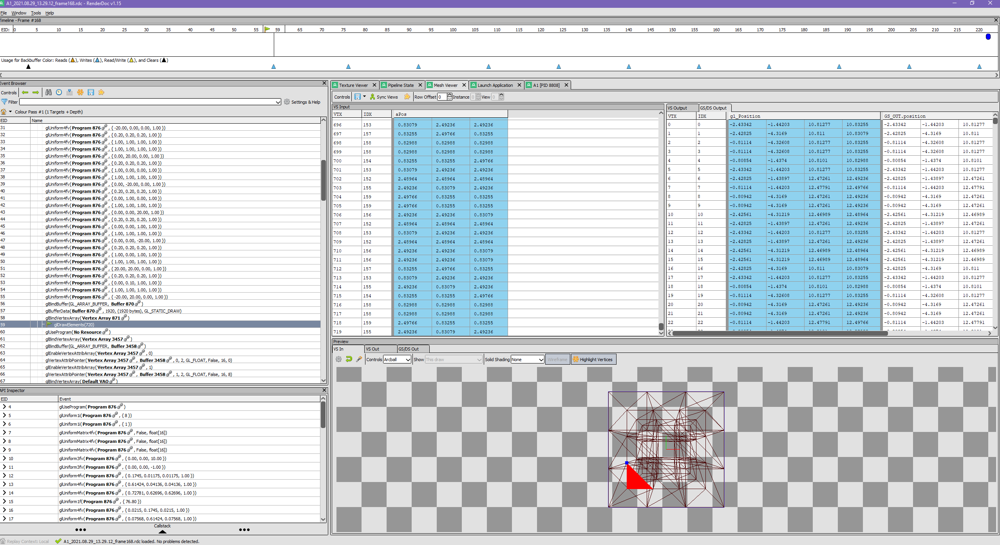 A1_2021.08.29_13.29.12_frame168.rdc - RenderDoc v1.15
File Window Tools Help
Timeline - Frame #168
EID: 0 5 10 15 20 25 30 35 40 45 50 55 59 65 70 75 80 85 90 95 100 105 110 115 120 125 130 135 140 145 150 155 160 165 170 175 180 185 190 195 200 205 210 215 220
Usage for Backbuffer Color: Reads (▲), Writes (▲), Read/Write (▲), and Clears (▲)
Event Browser
Controls
Filter Settings & Help
Colour Pass #1 (1 Targets + Depth)
EID Name
31 glUniform4fv(Program 876, { -20.00, 0.00, 0.00, 1.00 })
32 glUniform4fv(Program 876, { 0.20, 0.20, 0.20, 1.00 })
33 glUniform4fv(Program 876, { 1.00, 1.00, 1.00, 1.00 })
34 glUniform4fv(Program 876, { 1.00, 1.00, 1.00, 1.00 })
35 glUniform4fv(Program 876, { 0.00, 20.00, 0.00, 1.00 })
36 glUniform4fv(Program 876, { 0.20, 0.20, 0.20, 1.00 })
37 glUniform4fv(Program 876, { 1.00, 0.00, 0.00, 1.00 })
38 glUniform4fv(Program 876, { 1.00, 1.00, 1.00, 1.00 })
39 glUniform4fv(Program 876, { 0.00, -20.00, 0.00, 1.00 })
40 glUniform4fv(Program 876, { 0.20, 0.20, 0.20, 1.00 })
41 glUniform4fv(Program 876, { 0.00, 1.00, 0.00, 1.00 })
42 glUniform4fv(Program 876, { 1.00, 1.00, 1.00, 1.00 })
43 glUniform4fv(Program 876, { 0.00, 0.00, 20.00, 1.00 })
44 glUniform4fv(Program 876, { 0.20, 0.20, 0.20, 1.00 })
45 glUniform4fv(Program 876, { 0.00, 0.00, 1.00, 1.00 })
46 glUniform4fv(Program 876, { 1.00, 1.00, 1.00, 1.00 })
47 glUniform4fv(Program 876, { 0.00, 0.00, -20.00, 1.00 })
48 glUniform4fv(Program 876, { 0.20, 0.20, 0.20, 1.00 })
49 glUniform4fv(Program 876, { 0.00, 1.00, 0.00, 1.00 })
50 glUniform4fv(Program 876, { 1.00, 1.00, 1.00, 1.00 })
51 glUniform4fv(Program 876, { 20.00, 20.00, 0.00, 1.00 })
52 glUniform4fv(Program 876, { 0.20, 0.20, 0.20, 1.00 })
53 glUniform4fv(Program 876, { 0.00, 0.10, 1.00, 1.00 })
54 glUniform4fv(Program 876, { 1.00, 1.00, 1.00, 1.00 })
55 glUniform4fv(Program 876, { -20.00, 20.00, 0.00, 1.00 })
56 glBindBuffer(GL_ARRAY_BUFFER, Buffer 870)
57 glBufferData(Buffer 870, 1920, (1920 bytes), GL_STATIC_DRAW)
58 glBindVertexArray(Vertex Array 871)
59 glDrawElements(720)
60 glUseProgram(No Resource)
61 glBindVertexArray(Vertex Array 3457)
62 glBindBuffer(GL_ARRAY_BUFFER, Buffer 3458)
63 glEnableVertexAttribArray(Vertex Array 3457, 0)
64 glVertexAttribPointer(Vertex Array 3457, Buffer 3458, 0, 2, GL_FLOAT, False, 16, 0)
65 glEnableVertexAttribArray(Vertex Array 3457, 1)
66 glVertexAttribPointer(Vertex Array 3457, Buffer 3458, 1, 2, GL_FLOAT, False, 16, 8)
67 glBindVertexArray(Default VAO)
API Inspector
EID Event
4 glUseProgram(Program 876)
5 glUniform1i(Program 876, { 8 })
6 glUniform1i(Program 876, { 1 })
7 glUniformMatrix4fv(Program 876, False, float[16])
8 glUniformMatrix4fv(Program 876, False, float[16])
9 glUniformMatrix4fv(Program 876, False, float[16])
10 glUniform3fv(Program 876, { 0.00, 0.00, 10.00 })
11 glUniform3fv(Program 876, { 0.00, 0.00, -1.00 })
12 glUniform4fv(Program 876, { 0.1745, 0.01175, 0.01175, 1.00 })
13 glUniform4fv(Program 876, { 0.61424, 0.04136, 0.04136, 1.00 })
14 glUniform4fv(Program 876, { 0.72781, 0.62696, 0.62696, 1.00 })
15 glUniform1f(Program 876, { 76.80 })
16 glUniform4fv(Program 876, { 0.0215, 0.1745, 0.0215, 1.00 })
17 glUniform4fv(Program 876, { 0.07568, 0.61424, 0.07568, 1.00 })
Callstack
Replay Context: Local A1_2021.08.29_13.29.12_frame168.rdc loaded. No problems detected.
Texture Viewer Pipeline State Mesh Viewer Launch Application A1 [PID 8808]
Controls Sync Views Row Offset 0 Instance 0 View 0
VS Input
VTX IDX aPos
696 153 0.83079 2.49236 2.49236
697 157 0.83255 2.49766 0.83255
698 158 0.82988 0.82988 0.82988
699 158 0.82988 0.82988 0.82988
700 154 0.83255 0.83255 2.49766
701 153 0.83079 2.49236 2.49236
702 152 2.48964 2.48964 2.48964
703 155 2.49236 0.83079 2.49236
704 159 2.49766 0.83255 0.83255
705 159 2.49766 0.83255 0.83255
706 156 2.49236 2.49236 0.83079
707 152 2.48964 2.48964 2.48964
708 153 0.83079 2.49236 2.49236
709 152 2.48964 2.48964 2.48964
710 156 2.49236 2.49236 0.83079
711 156 2.49236 2.49236 0.83079
712 157 0.83255 2.49766 0.83255
713 153 0.83079 2.49236 2.49236
714 155 2.49236 0.83079 2.49236
715 154 0.83255 0.83255 2.49766
716 158 0.82988 0.82988 0.82988
717 158 0.82988 0.82988 0.82988
718 159 2.49766 0.83255 0.83255
719 155 2.49236 0.83079 2.49236
VS Output GS/DS Output
VTX IDX gl_Position GS_OUT.position
0 0 -2.43342 -1.44203 10.81277 10.83255 -2.43342 -1.44203 10.81277
1 1 -2.42825 -4.3169 10.811 10.83079 -2.42825 -4.3169 10.811
2 2 -0.81114 -4.32608 10.81277 10.83255 -0.81114 -4.32608 10.81277
3 3 -0.81114 -4.32608 10.81277 10.83255 -0.81114 -4.32608 10.81277
4 4 -0.80854 -1.4374 10.8101 10.82988 -0.80854 -1.4374 10.8101
5 5 -2.43342 -1.44203 10.81277 10.83255 -2.43342 -1.44203 10.81277
6 6 -2.42825 -1.43897 12.47261 12.49236 -2.42825 -1.43897 12.47261
7 7 -0.81114 -1.44203 12.47791 12.49766 -0.81114 -1.44203 12.47791
8 8 -0.80942 -4.3169 12.47261 12.49236 -0.80942 -4.3169 12.47261
9 9 -0.80942 -4.3169 12.47261 12.49236 -0.80942 -4.3169 12.47261
10 10 -2.42561 -4.31219 12.46989 12.48964 -2.42561 -4.31219 12.46989
11 11 -2.42825 -1.43897 12.47261 12.49236 -2.42825 -1.43897 12.47261
12 12 -2.43342 -1.44203 10.81277 10.83255 -2.43342 -1.44203 10.81277
13 13 -2.42825 -1.43897 12.47261 12.49236 -2.42825 -1.43897 12.47261
14 14 -2.42561 -4.31219 12.46989 12.48964 -2.42561 -4.31219 12.46989
15 15 -2.42561 -4.31219 12.46989 12.48964 -2.42561 -4.31219 12.46989
16 16 -2.42825 -4.3169 10.811 10.83079 -2.42825 -4.3169 10.811
17 17 -2.43342 -1.44203 10.81277 10.83255 -2.43342 -1.44203 10.81277
18 18 -0.80854 -1.4374 10.8101 10.82988 -0.80854 -1.4374 10.8101
19 19 -0.81114 -4.32608 10.81277 10.83255 -0.81114 -4.32608 10.81277
20 20 -0.80942 -4.3169 12.47261 12.49236 -0.80942 -4.3169 12.47261
21 21 -0.80942 -4.3169 12.47261 12.49236 -0.80942 -4.3169 12.47261
22 22 -0.81114 -1.44203 12.47791 12.49766 -0.81114 -1.44203 12.47791
Preview
VS In VS Out GS/DS Out
Controls Arcball Show This draw Solid Shading None Wireframe Highlight Vertices